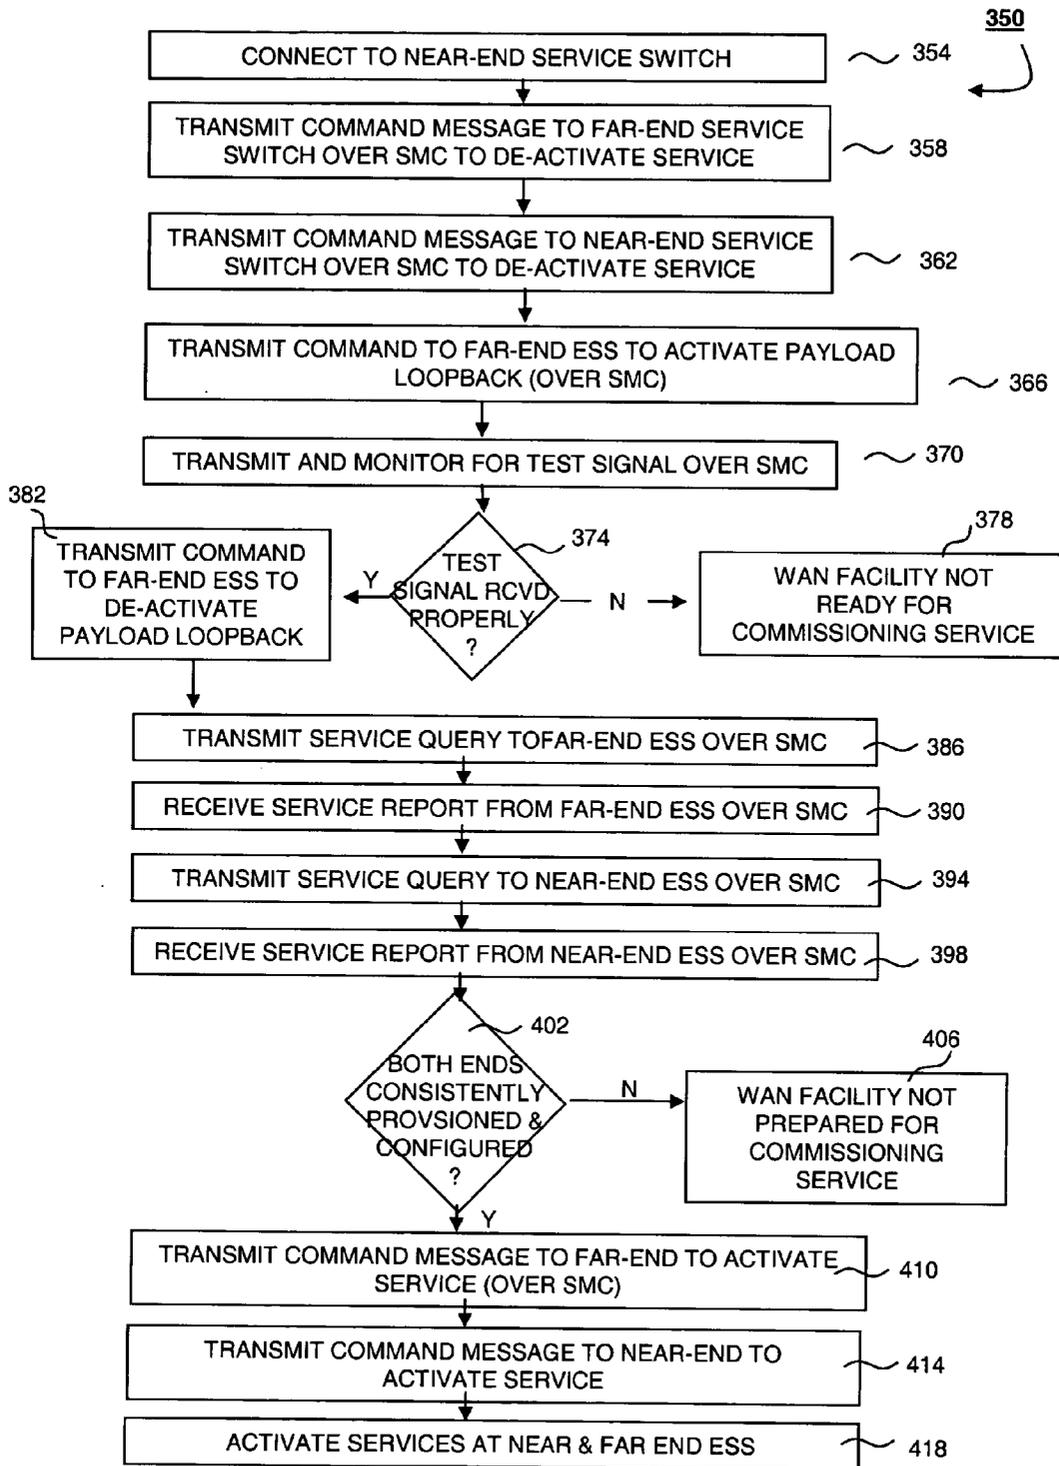 350
CONNECT TO NEAR-END SERVICE SWITCH
354
TRANSMIT COMMAND MESSAGE TO FAR-END SERVICE
SWITCH OVER SMC TO DE-ACTIVATE SERVICE
358
TRANSMIT COMMAND MESSAGE TO NEAR-END SERVICE
SWITCH OVER SMC TO DE-ACTIVATE SERVICE
362
TRANSMIT COMMAND TO FAR-END ESS TO ACTIVATE PAYLOAD
LOOPBACK (OVER SMC)
366
TRANSMIT AND MONITOR FOR TEST SIGNAL OVER SMC
370
382
TRANSMIT COMMAND
TO FAR-END ESS TO
DE-ACTIVATE
PAYLOAD LOOPBACK
Y
374
TEST
SIGNAL RCVD
PROPERLY
?
N
378
WAN FACILITY NOT
READY FOR
COMMISSIONING SERVICE
TRANSMIT SERVICE QUERY TOFAR-END ESS OVER SMC
386
RECEIVE SERVICE REPORT FROM FAR-END ESS OVER SMC
390
TRANSMIT SERVICE QUERY TO NEAR-END ESS OVER SMC
394
RECEIVE SERVICE REPORT FROM NEAR-END ESS OVER SMC
398
402
BOTH ENDS
CONSISTENTLY
PROVSIONED &
CONFIGURED
?
N
406
WAN FACILITY NOT
PREPARED FOR
COMMISSIONING
SERVICE
Y
TRANSMIT COMMAND MESSAGE TO FAR-END TO ACTIVATE
SERVICE (OVER SMC)
410
TRANSMIT COMMAND MESSAGE TO NEAR-END TO
ACTIVATE SERVICE
414
ACTIVATE SERVICES AT NEAR & FAR END ESS
418